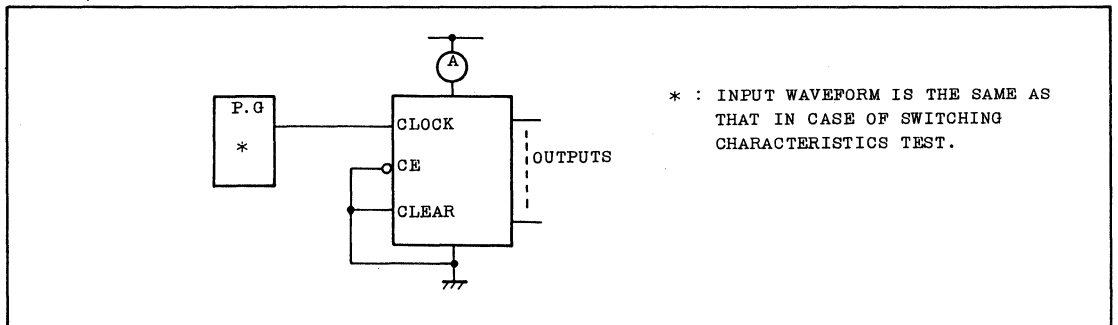 A
P.G
*
CLOCK
CE
CLEAR
OUTPUTS
* : INPUT WAVEFORM IS THE SAME AS
THAT IN CASE OF SWITCHING
CHARACTERISTICS TEST.